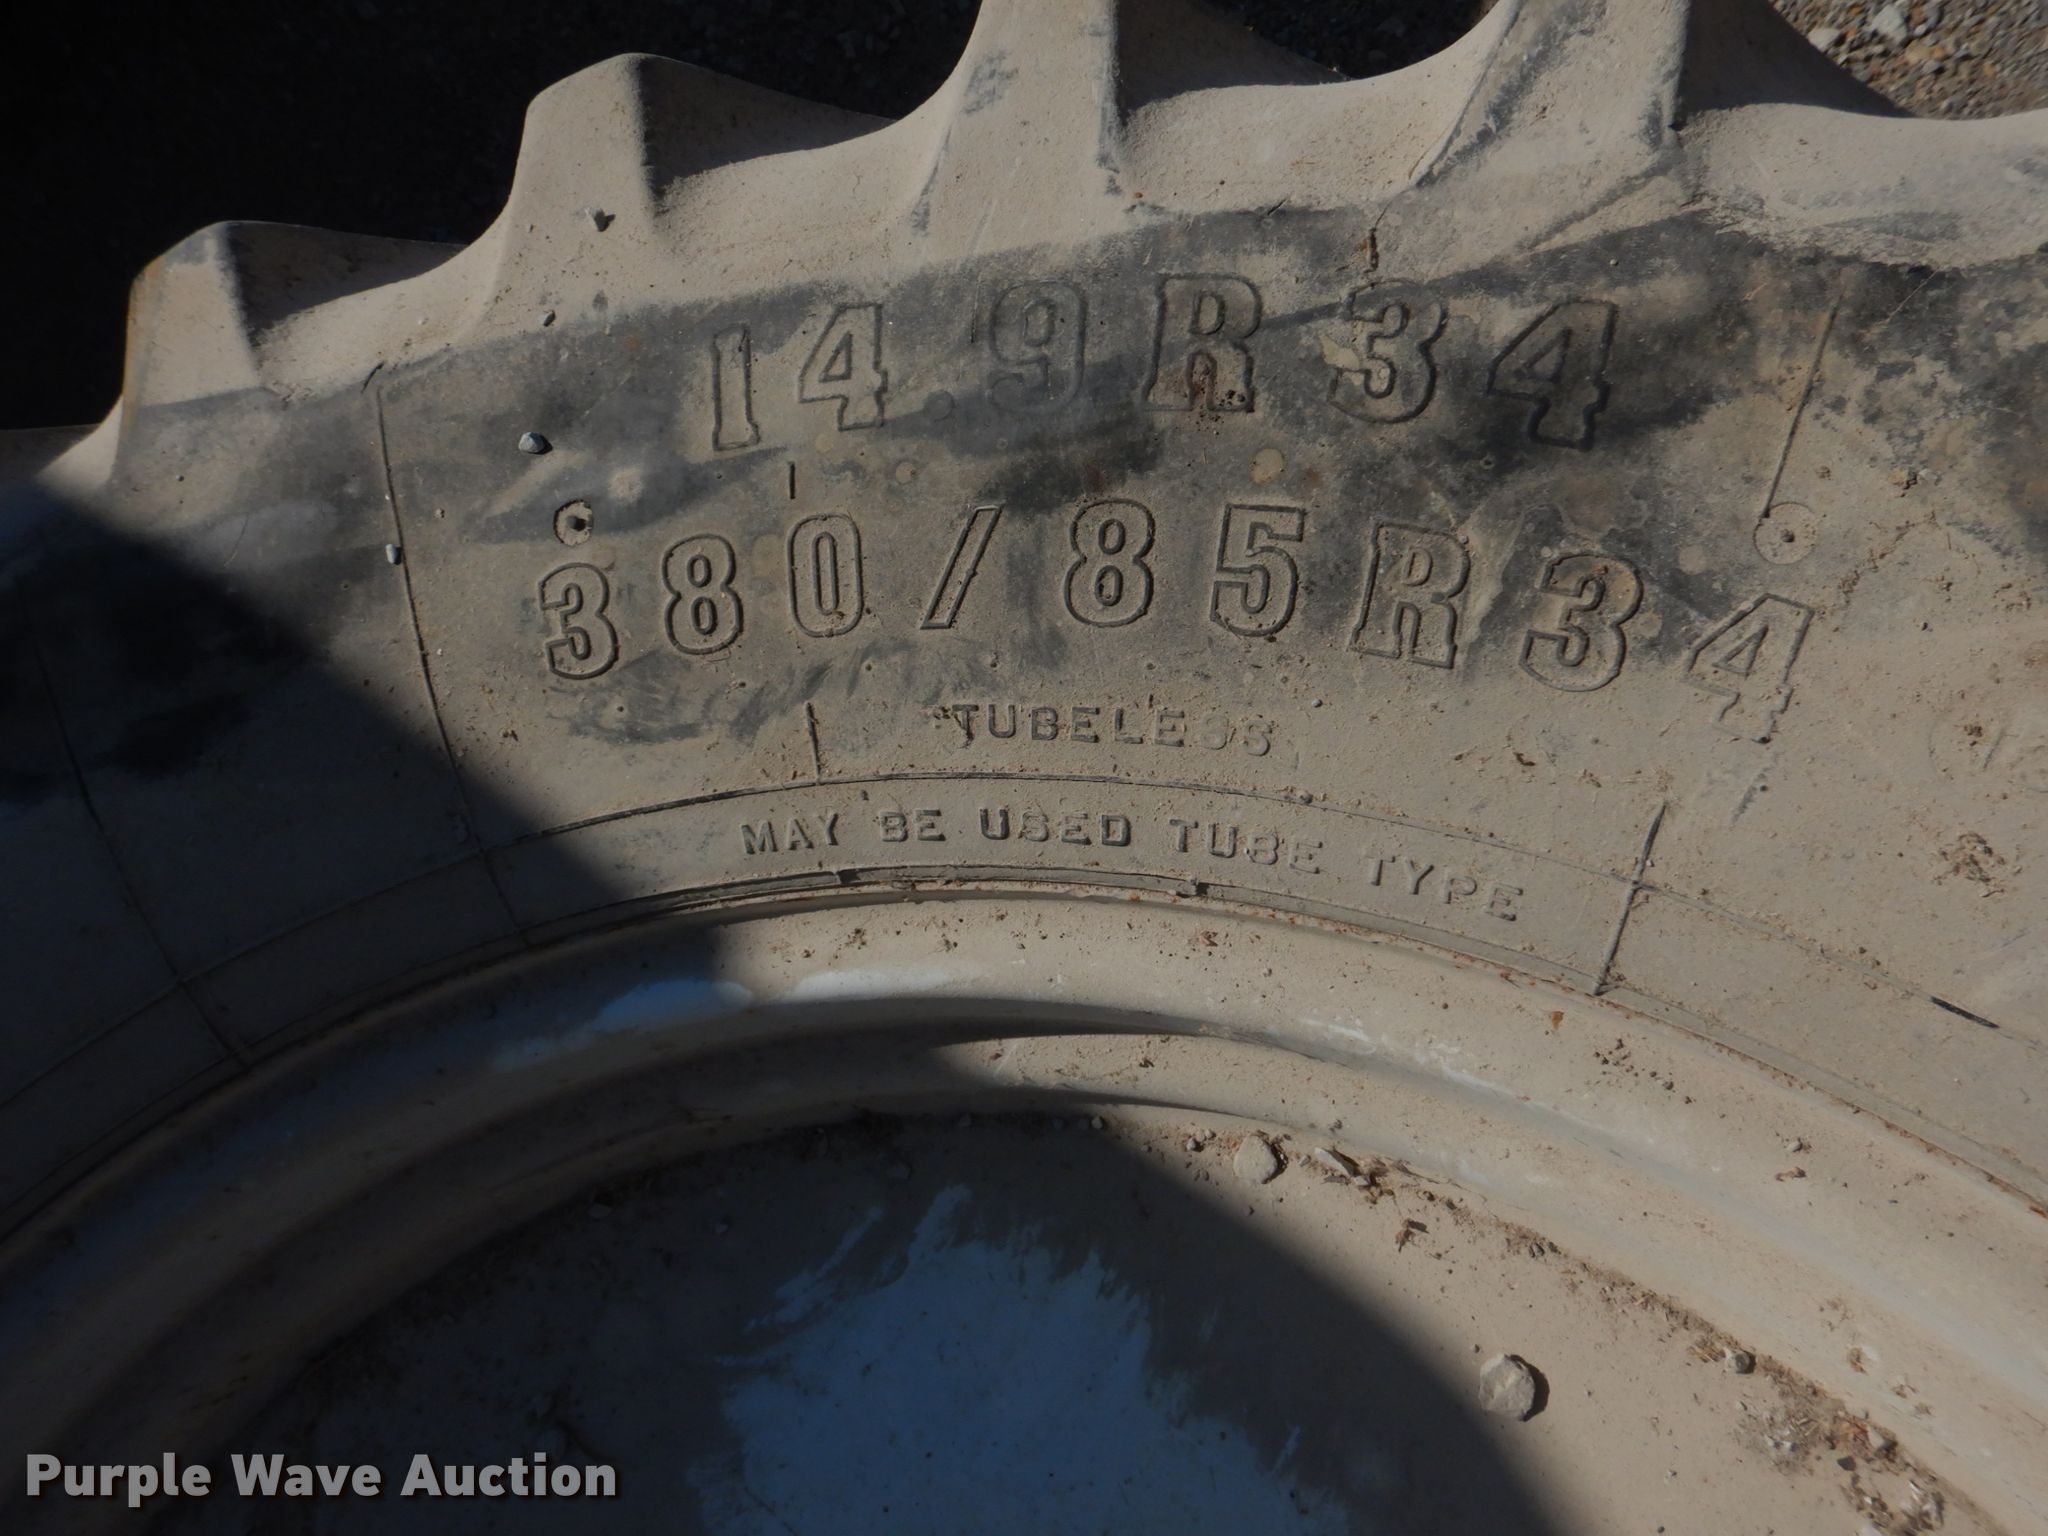 14.9R34
380/85R34
TUBELESS
MAY BE USED TUBE TYPE
Purple Wave Auction